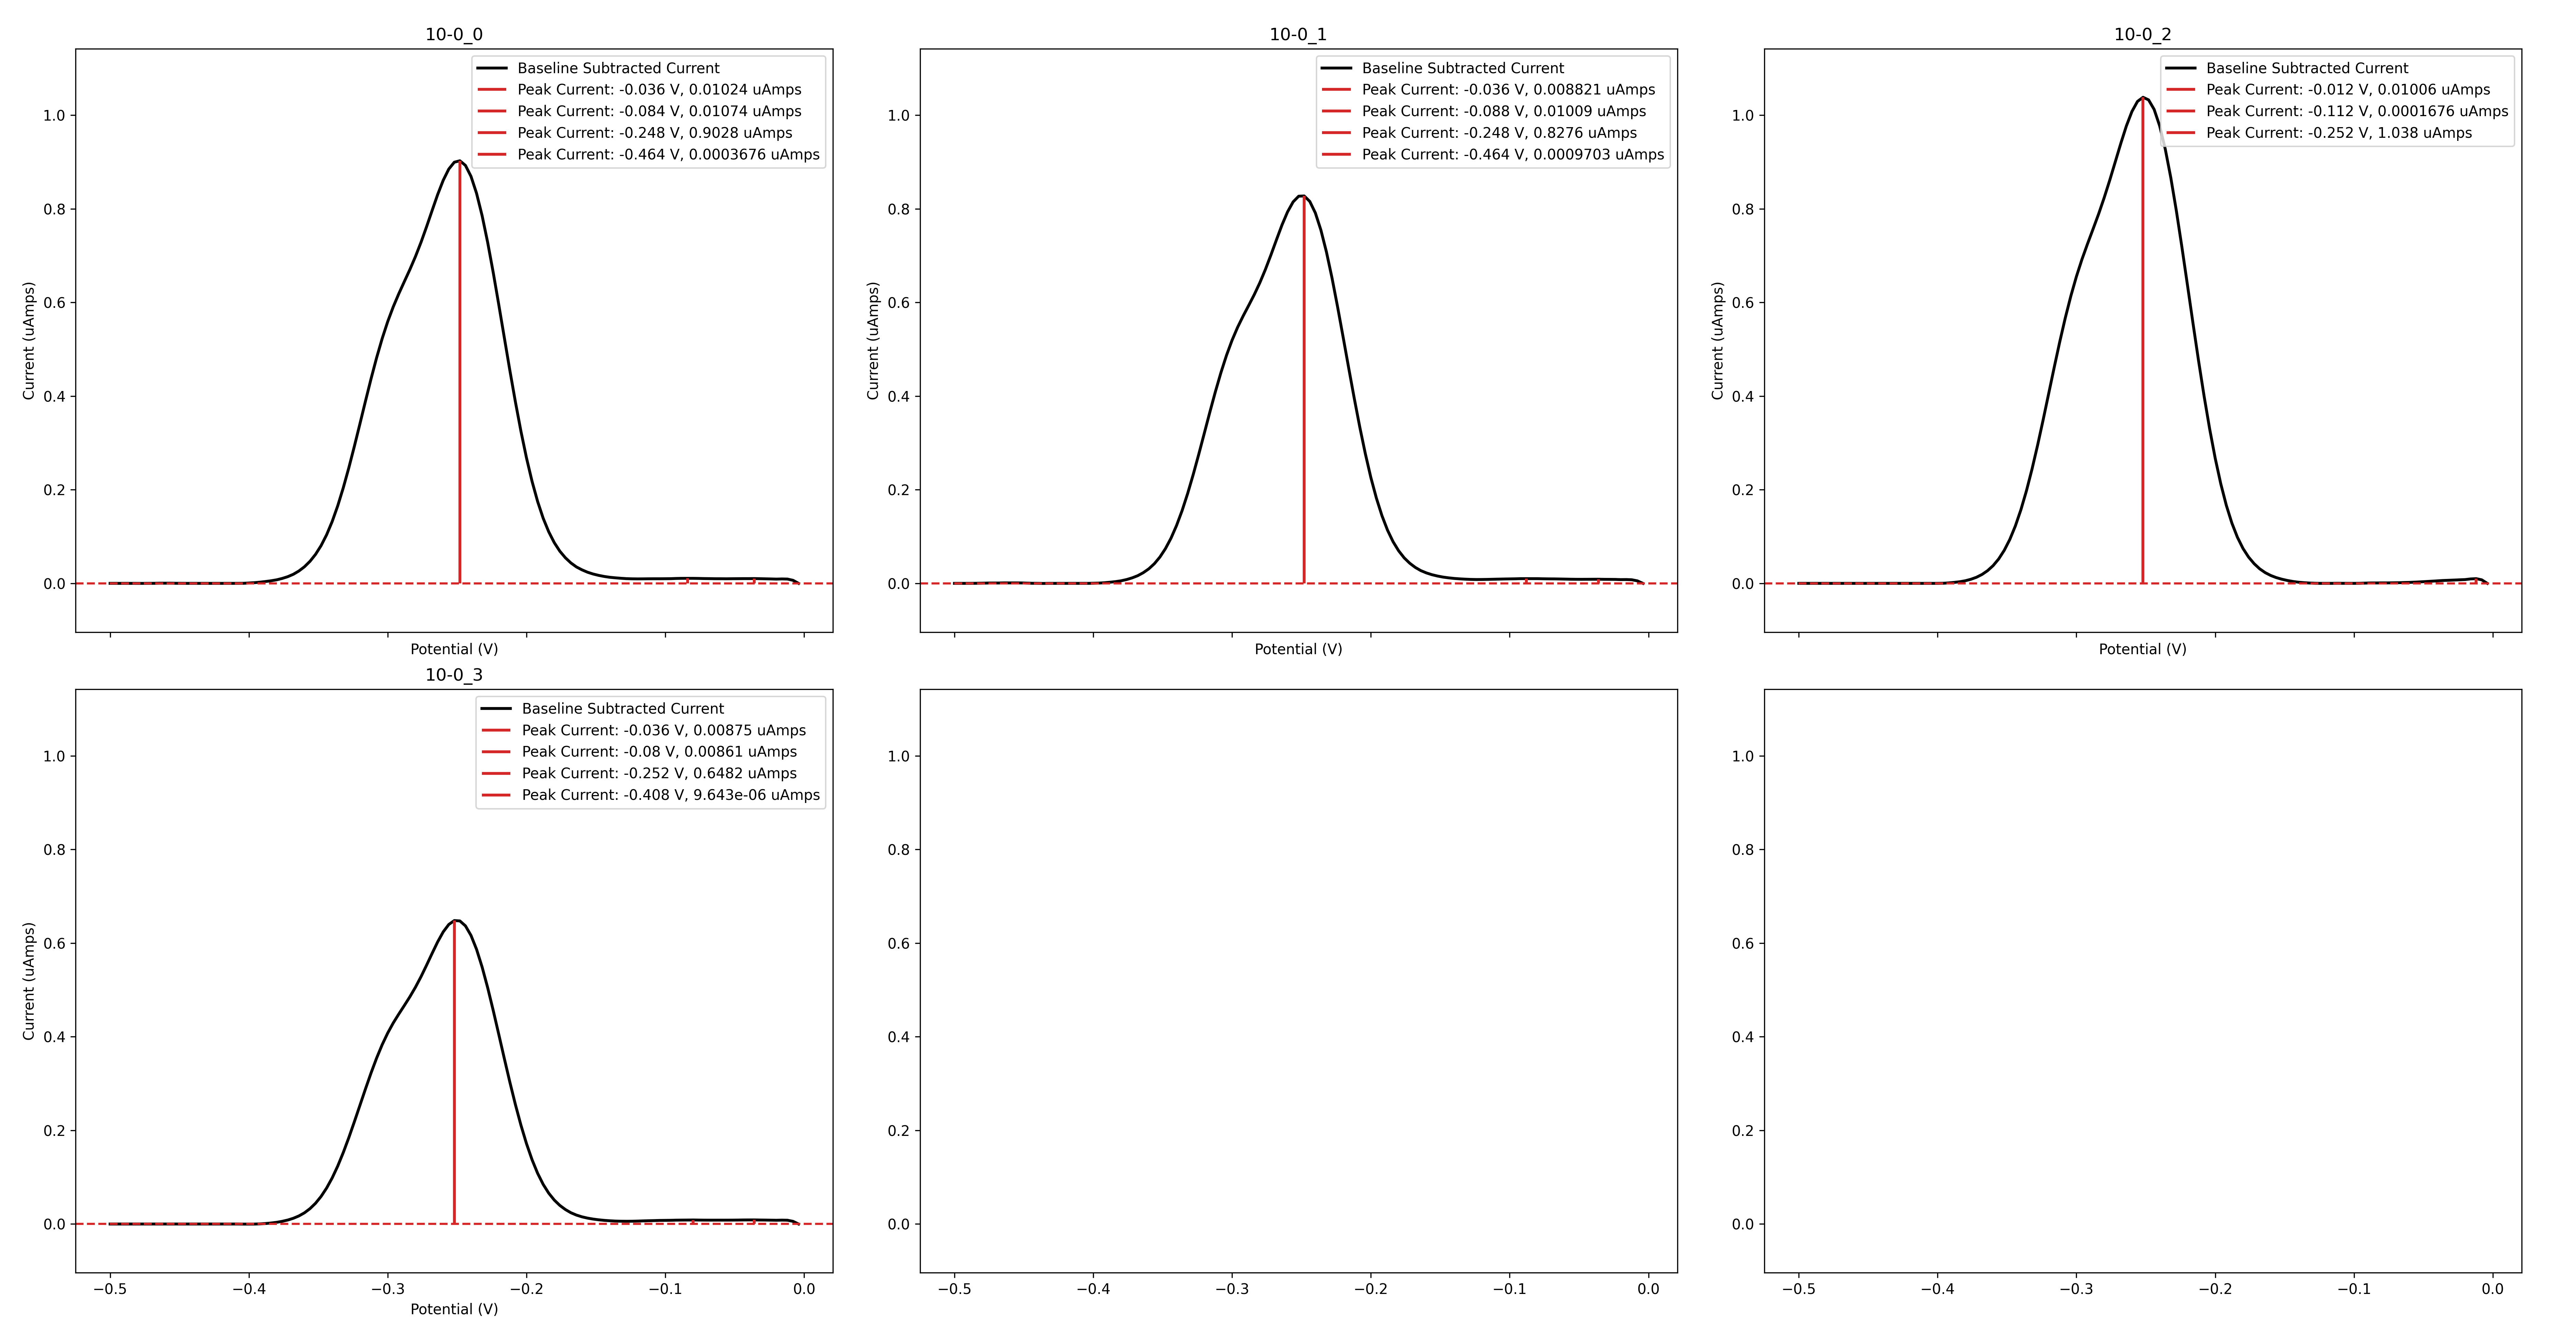 10-0_0
Baseline Subtracted Current
Peak Current: -0.036 V, 0.01024 uAmps
Peak Current: -0.084 V, 0.01074 uAmps
Peak Current: -0.248 V, 0.9028 uAmps
Peak Current: -0.464 V, 0.0003676 uAmps
1.0
0.8
0.6
0.4
0.2
0.0
Current (uAmps)
Potential (V)
10-0_1
Baseline Subtracted Current
Peak Current: -0.036 V, 0.008821 uAmps
Peak Current: -0.088 V, 0.01009 uAmps
Peak Current: -0.248 V, 0.8276 uAmps
Peak Current: -0.464 V, 0.0009703 uAmps
1.0
0.8
0.6
0.4
0.2
0.0
Current (uAmps)
Potential (V)
10-0_2
Baseline Subtracted Current
Peak Current: -0.012 V, 0.01006 uAmps
Peak Current: -0.112 V, 0.0001676 uAmps
Peak Current: -0.252 V, 1.038 uAmps
1.0
0.8
0.6
0.4
0.2
0.0
Current (uAmps)
Potential (V)
10-0_3
Baseline Subtracted Current
Peak Current: -0.036 V, 0.00875 uAmps
Peak Current: -0.08 V, 0.00861 uAmps
Peak Current: -0.252 V, 0.6482 uAmps
Peak Current: -0.408 V, 9.643e-06 uAmps
1.0
0.8
0.6
0.4
0.2
0.0
Current (uAmps)
−0.5 −0.4 −0.3 −0.2 −0.1 0.0
Potential (V)
1.0
0.8
0.6
0.4
0.2
0.0
−0.5 −0.4 −0.3 −0.2 −0.1 0.0
1.0
0.8
0.6
0.4
0.2
0.0
−0.5 −0.4 −0.3 −0.2 −0.1 0.0